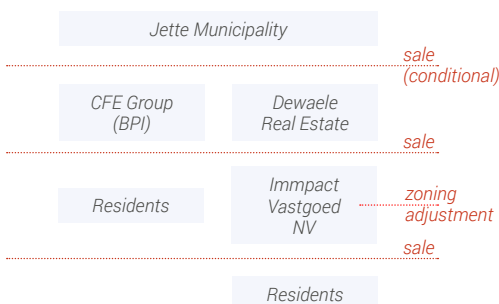 Jette Municipality
sale
(conditional)
CFE Group
(BPI)
Dewaele
Real Estate
sale
Residents
Immpact
Vastgoed
NV
zoning
adjustment
sale
Residents